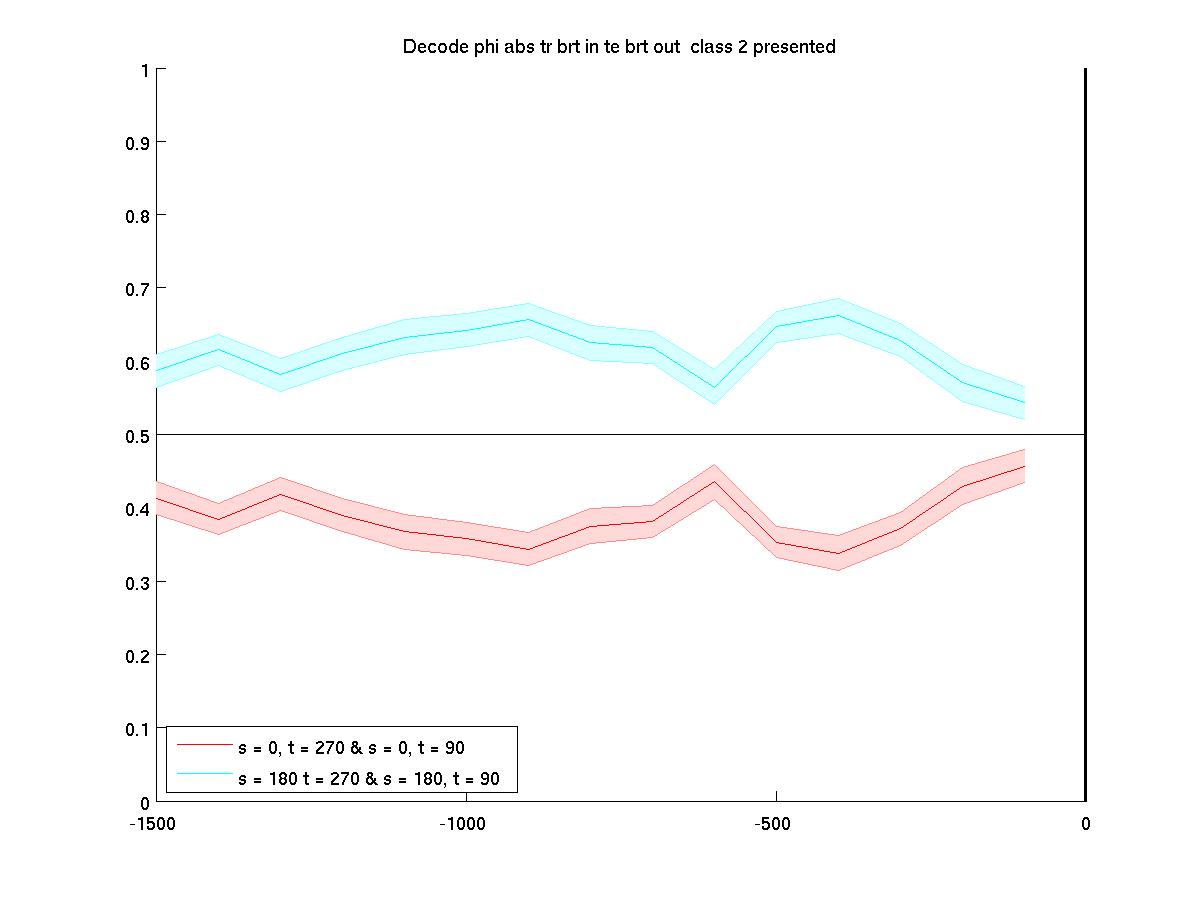 Decode phi abs tr brt in te brt out  class 2 presented
1
0.9
0.8
0.7
0.6
0.5
0.4
0.3
0.2
0.1
0
s = 0, t = 270 & s = 0, t = 90
s = 180 t = 270 & s = 180, t = 90
-1500 -1000 -500 0